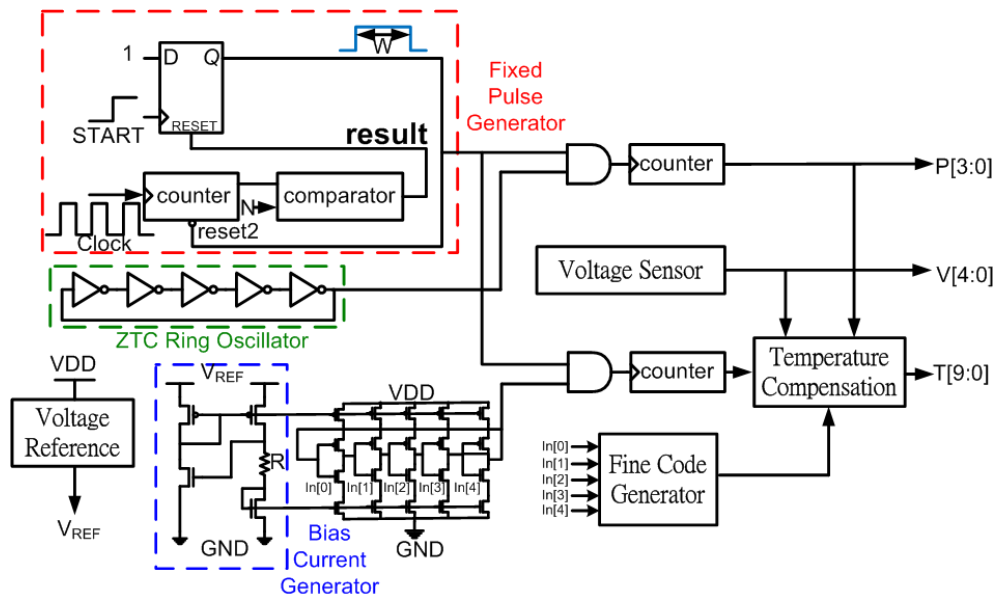 1
D
Q
W
START
RESET
result
Fixed
Pulse
Generator
counter
N
comparator
reset2
Clock
counter
P[3:0]
Voltage Sensor
V[4:0]
ZTC Ring Oscillator
VDD
Voltage
Reference
VREF
VREF
R
GND
Bias
Current
Generator
VDD
In[0]
In[1]
In[2]
In[3]
In[4]
GND
counter
Temperature
Compensation
T[9:0]
In[0]
In[1]
In[2]
In[3]
In[4]
Fine Code
Generator